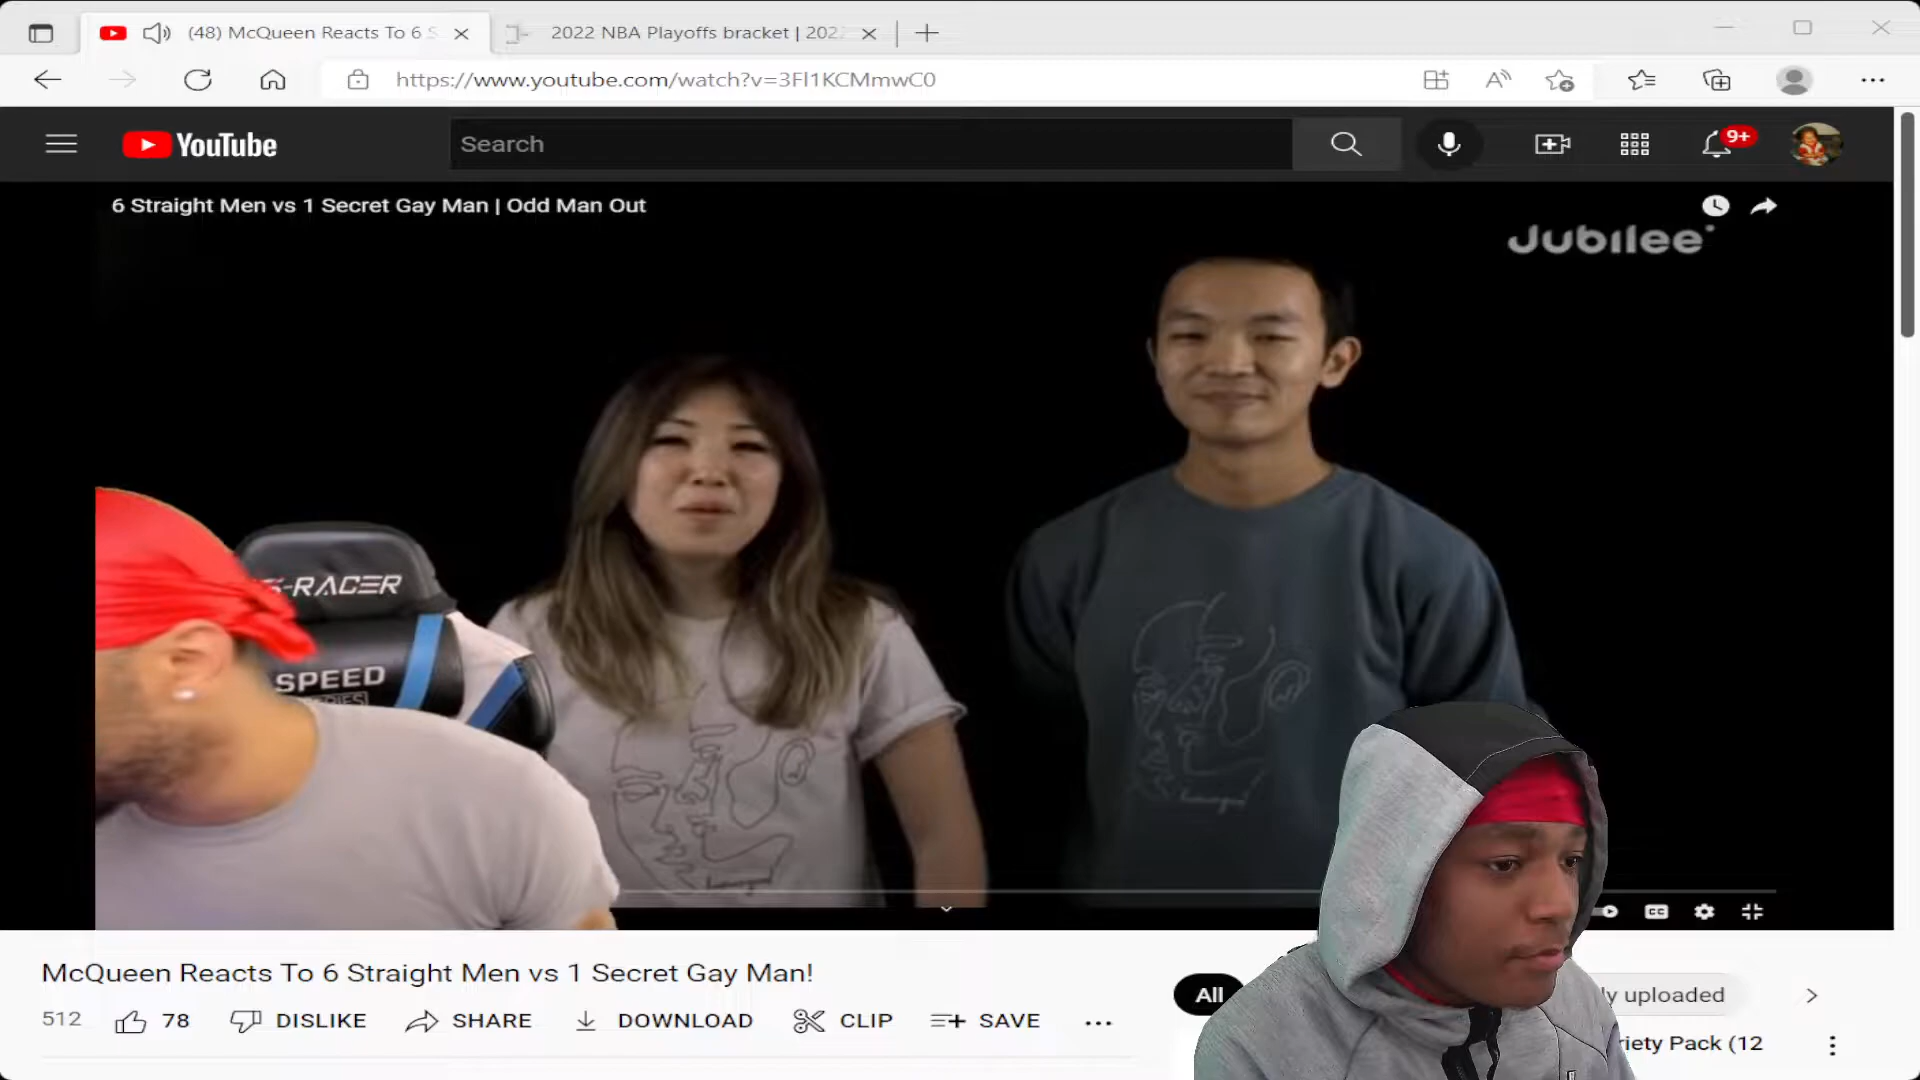 (48) McQueen Reacts To 6 S
2022 NBA Playoffs bracket | 202
https://www.youtube.com/watch?v=3Fl1KCMmwC0
YouTube
Search
9+
6 Straight Men vs 1 Secret Gay Man | Odd Man Out
Jubilee
-RACER
SPEED
CC
McQueen Reacts To 6 Straight Men vs 1 Secret Gay Man!
512
78
DISLIKE
SHARE
DOWNLOAD
CLIP
SAVE
All
ly uploaded
riety Pack (12